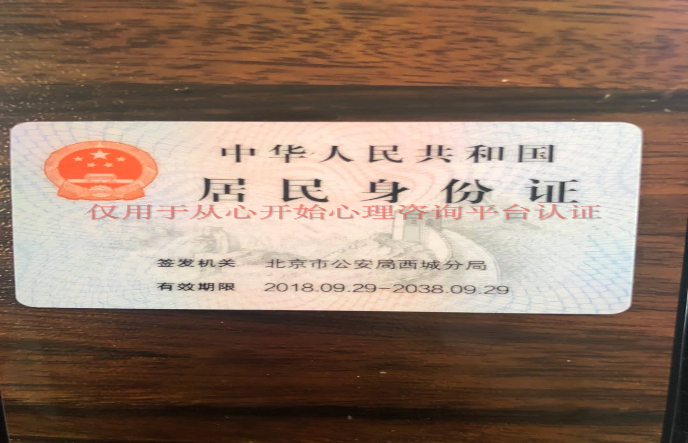 中华人民共和国
居民身份证
仅用于从心开始心理咨询平台认证
签发机关 北京市公安局西城分局
有效期限 2018.09.29-2038.09.29